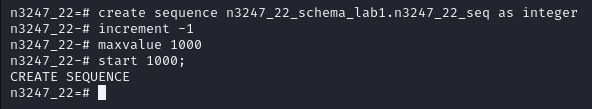 n3247_22=# create sequence n3247_22_schema_lab1.n3247_22_seq as integer
n3247_22-# increment -1
n3247_22-# maxvalue 1000
n3247_22-# start 1000;
CREATE SEQUENCE
n3247_22=#